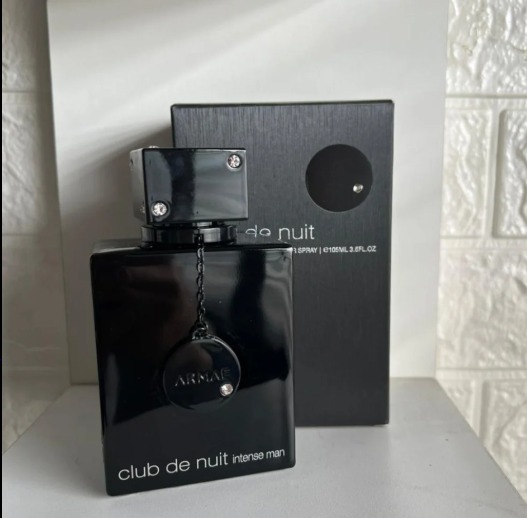 de nuit
SPRAY | ℮105ML 3.6FL.OZ
ARMAF
club de nuit intense man